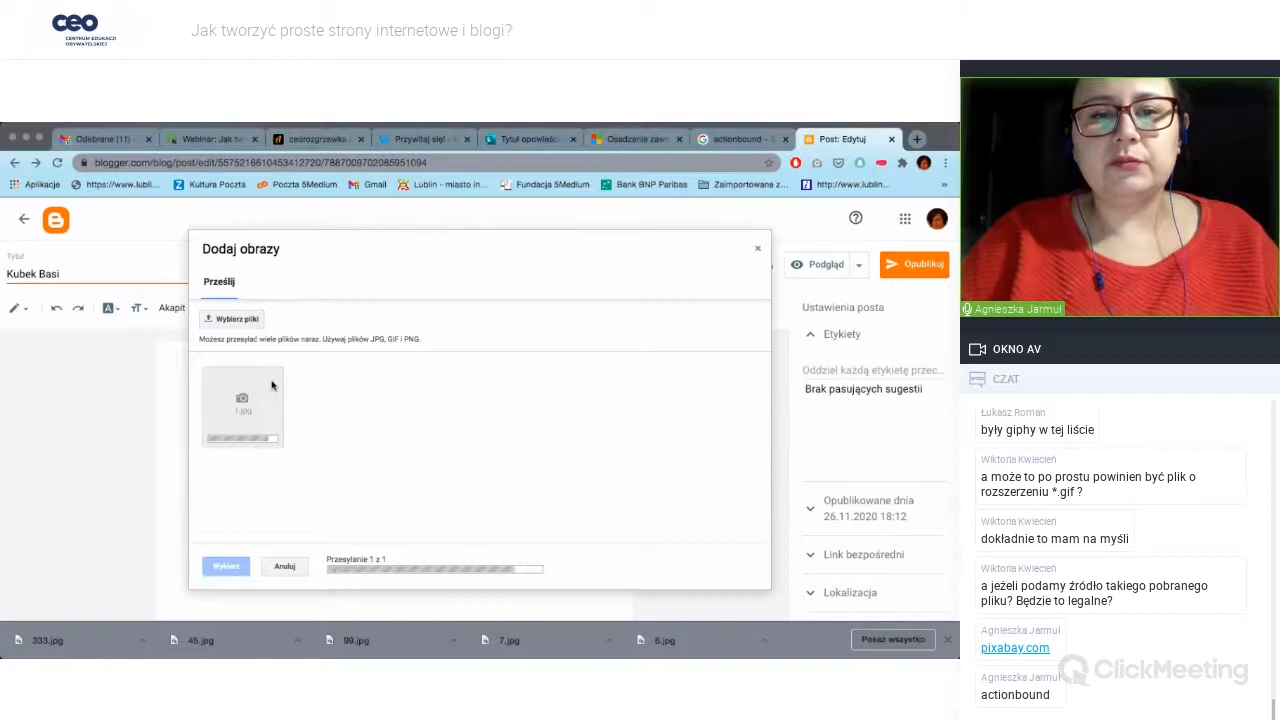 ceo
CENTRUM EDUKACJI
OBYWATELSKIEJ
Jak tworzyć proste strony internetowe i blogi?
Odebrane (11) –
Webinar: Jak tw
ceorozgrzewka
Przywitaj się! –
Tytuł opowieśc
Osadzanie zaw
actionbound – S
Post: Edytuj
blogger.com/blog/post/edit/5575216610453412720/7887009702085951094
Aplikacje
https://www.lubli...
Kultura Poczta
Poczta 5Medium
Gmail
Lublin - miasto in...
Fundacja 5Medium
Bank BNP Paribas
Zaimportowane z...
http://www.lublin...
»
Tytuł
Kubek Basi
Podgląd
Opublikuj
Akapit
Dodaj obrazy
Prześlij
Wybierz pliki
Możesz przesyłać wiele plików naraz. Używaj plików JPG, GIF i PNG.
Wybierz
Anuluj
Przesyłanie 1 z 1
Ustawienia posta
Etykiety
Oddziel każdą etykietę przec...
Brak pasujących sugestii
Opublikowane dnia
26.11.2020 18:12
Link bezpośredni
Lokalizacja
333.jpg
45.jpg
99.jpg
7.jpg
6.jpg
Pokaż wszystko
Agnieszka Jarmuł
OKNO AV
CZAT
Łukasz Roman
były giphy w tej liście
Wiktoria Kwiecień
a może to po prostu powinien być plik o
rozszerzeniu *.gif ?
Wiktoria Kwiecień
dokładnie to mam na myśli
Wiktoria Kwiecień
a jeżeli podamy źródło takiego pobranego
pliku? Będzie to legalne?
Agnieszka Jarmuł
pixabay.com
Agnieszka Jarmuł
actionbound
ClickMeeting